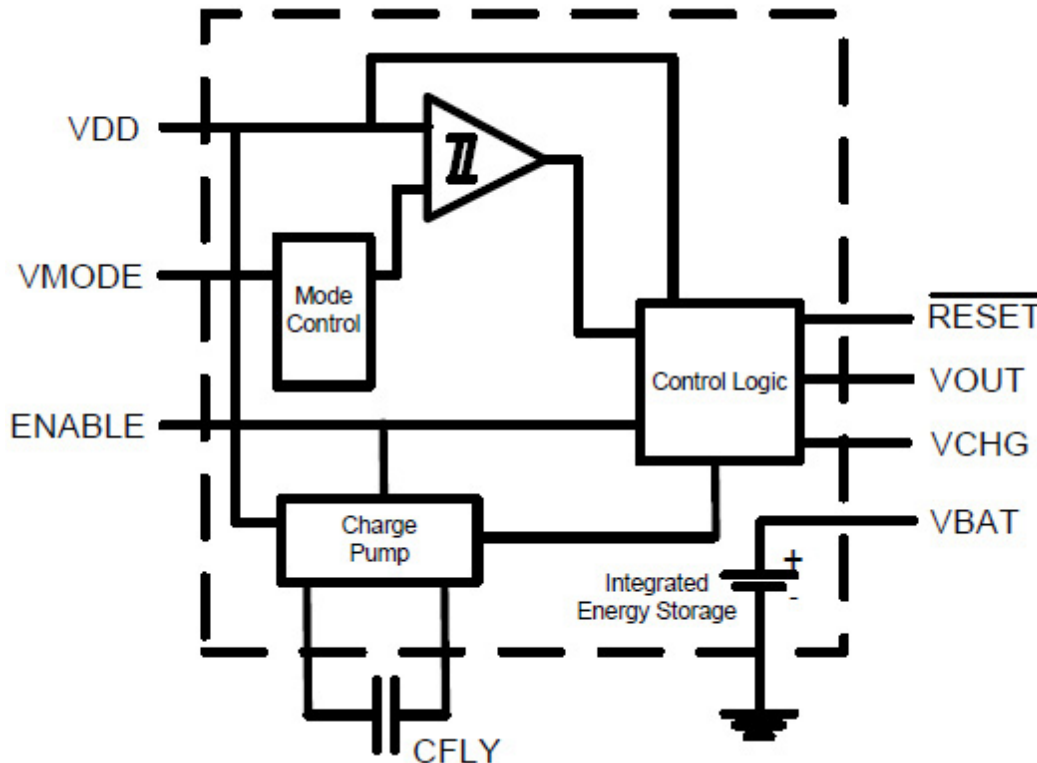 VDD
VMODE
Mode
Control
ENABLE
Control Logic
RESET
VOUT
VCHG
VBAT
Charge
Pump
Integrated
Energy Storage
+
-
CFLY